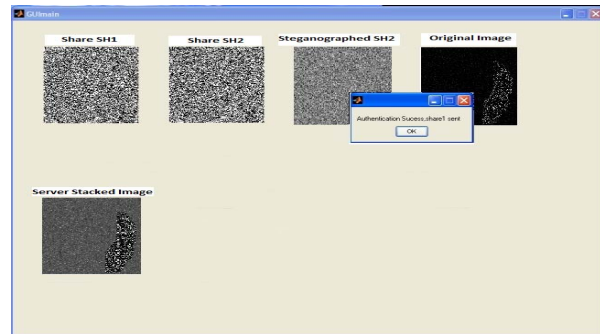 GUImain
Share SH1
Share SH2
Steganographed SH2
Original Image
Authentication Sucess,share1 sent
OK
Server Stacked Image